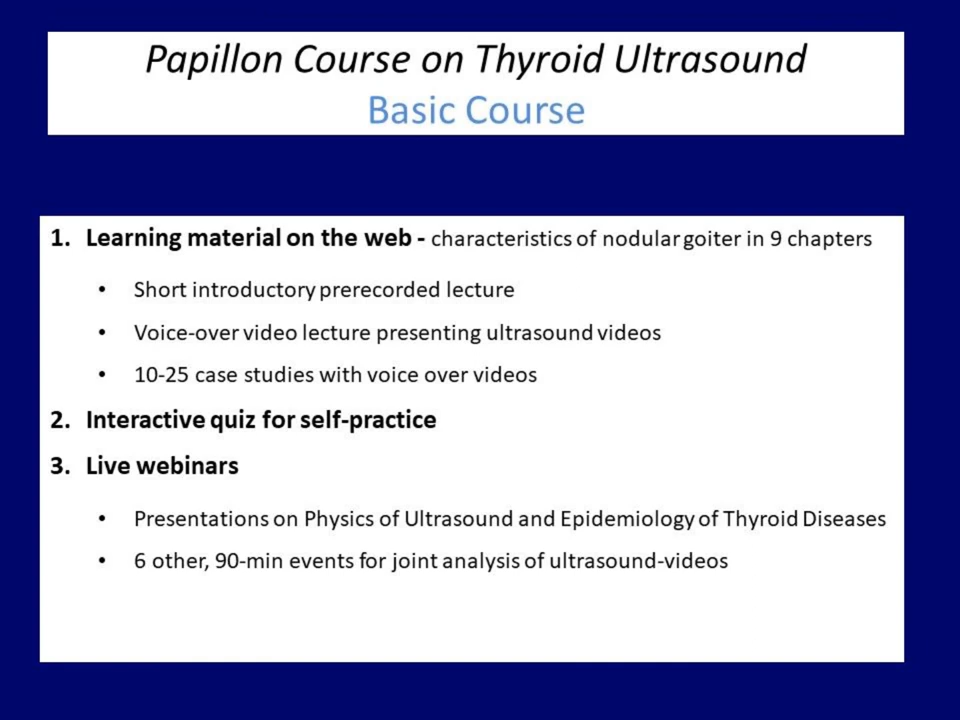 Papillon Course on Thyroid Ultrasound
Basic Course
1. Learning material on the web - characteristics of nodular goiter in 9 chapters
• Short introductory prerecorded lecture
• Voice-over video lecture presenting ultrasound videos
• 10-25 case studies with voice over videos
2. Interactive quiz for self-practice
3. Live webinars
• Presentations on Physics of Ultrasound and Epidemiology of Thyroid Diseases
• 6 other, 90-min events for joint analysis of ultrasound-videos